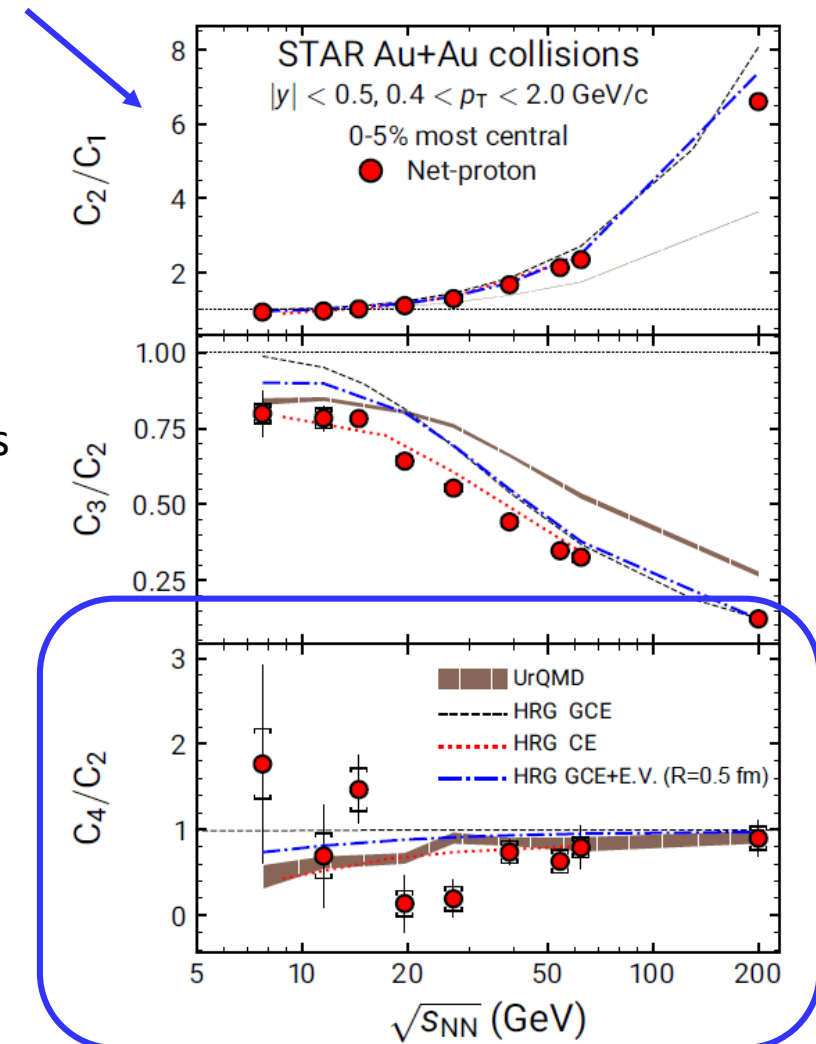 8
6
4
2
C₂/C₁
STAR Au+Au collisions
|y| < 0.5, 0.4 < p_T < 2.0 GeV/c
0-5% most central
Net-proton
1.00
0.75
0.50
0.25
C₃/C₂
s
3
2
1
0
C₄/C₂
UrQMD
HRG GCE
HRG CE
HRG GCE+E.V. (R=0.5 fm)
5 10 20 50 100 200
√s_NN (GeV)